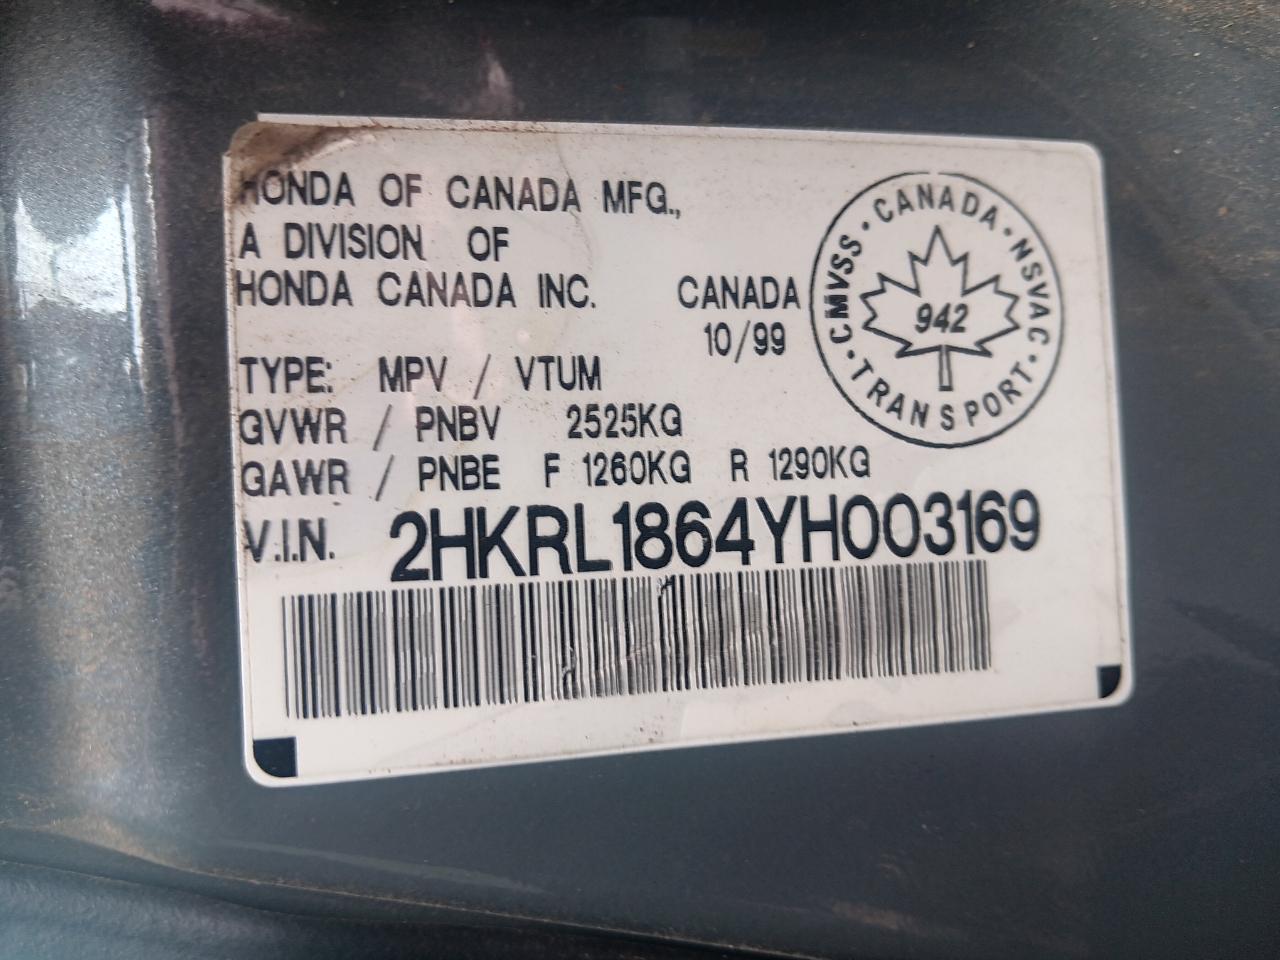 HONDA OF CANADA MFG.,
A DIVISION OF
HONDA CANADA INC. CANADA
10/99
TYPE: MPV / VTUM
GVWR / PNBV 2525KG
GAWR / PNBE F 1260KG R 1290KG
V.I.N. 2HKRL1864YH003169
CMVSS · CANADA · NSVAC · TRANSPORT ·
942